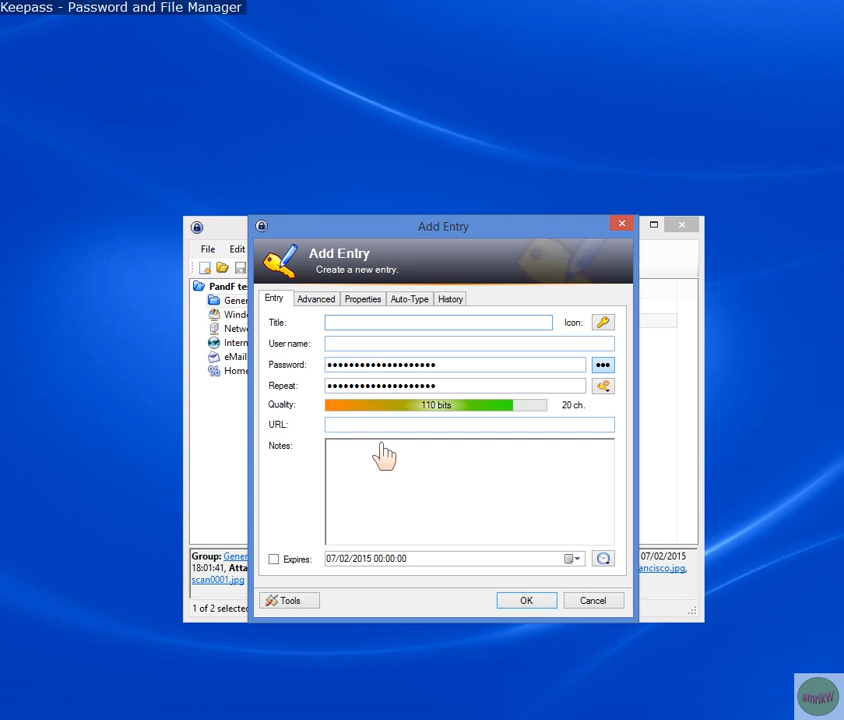 Keepass - Password and File Manager
Add Entry
File Edit
Add Entry
Create a new entry.
PandF te
Gener
Windo
Netw
Intern
eMail
Home
Entry Advanced Properties Auto-Type History
Title: Icon:
User name:
Password: ••••••••••••••••••••
Repeat: ••••••••••••••••••••
Quality: 110 bits 20 ch.
URL:
Notes:
Expires: 07/02/2015 00:00:00
Group: Gener
07/02/2015
18:01:41, Atta
ancisco.jpg,
scan0001.jpg
Tools OK Cancel
1 of 2 selected
amrikW